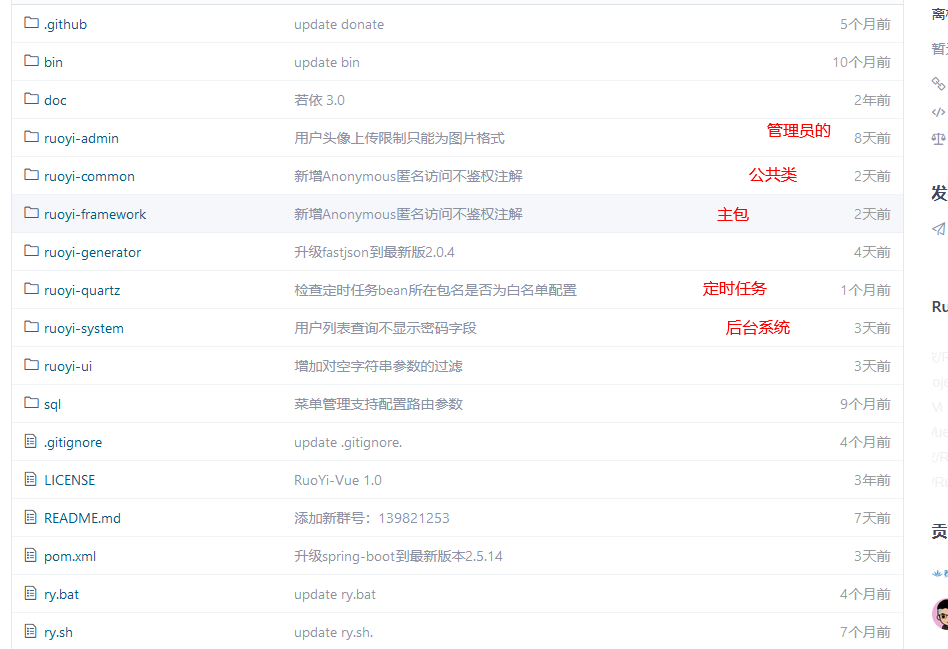 离
.github update donate 5个月前
暂
bin update bin 10个月前
doc 若依 3.0 2年前
管理员的
ruoyi-admin 用户头像上传限制只能为图片格式 8天前
ruoyi-common 新增Anonymous匿名访问不鉴权注解 公共类 2天前
发
ruoyi-framework 新增Anonymous匿名访问不鉴权注解 主包 2天前
ruoyi-generator 升级fastjson到最新版2.0.4 4天前
ruoyi-quartz 检查定时任务bean所在包名是否为白名单配置 定时任务 1个月前
Ru
ruoyi-system 用户列表查询不显示密码字段 后台系统 3天前
ruoyi-ui 增加对空字符串参数的过滤 3天前
sql 菜单管理支持配置路由参数 9个月前
.gitignore update .gitignore. 4个月前
LICENSE RuoYi-Vue 1.0 3年前
README.md 添加新群号：139821253 7天前
贡
pom.xml 升级spring-boot到最新版本2.5.14 3天前
ry.bat update ry.bat 4个月前
ry.sh update ry.sh. 7个月前